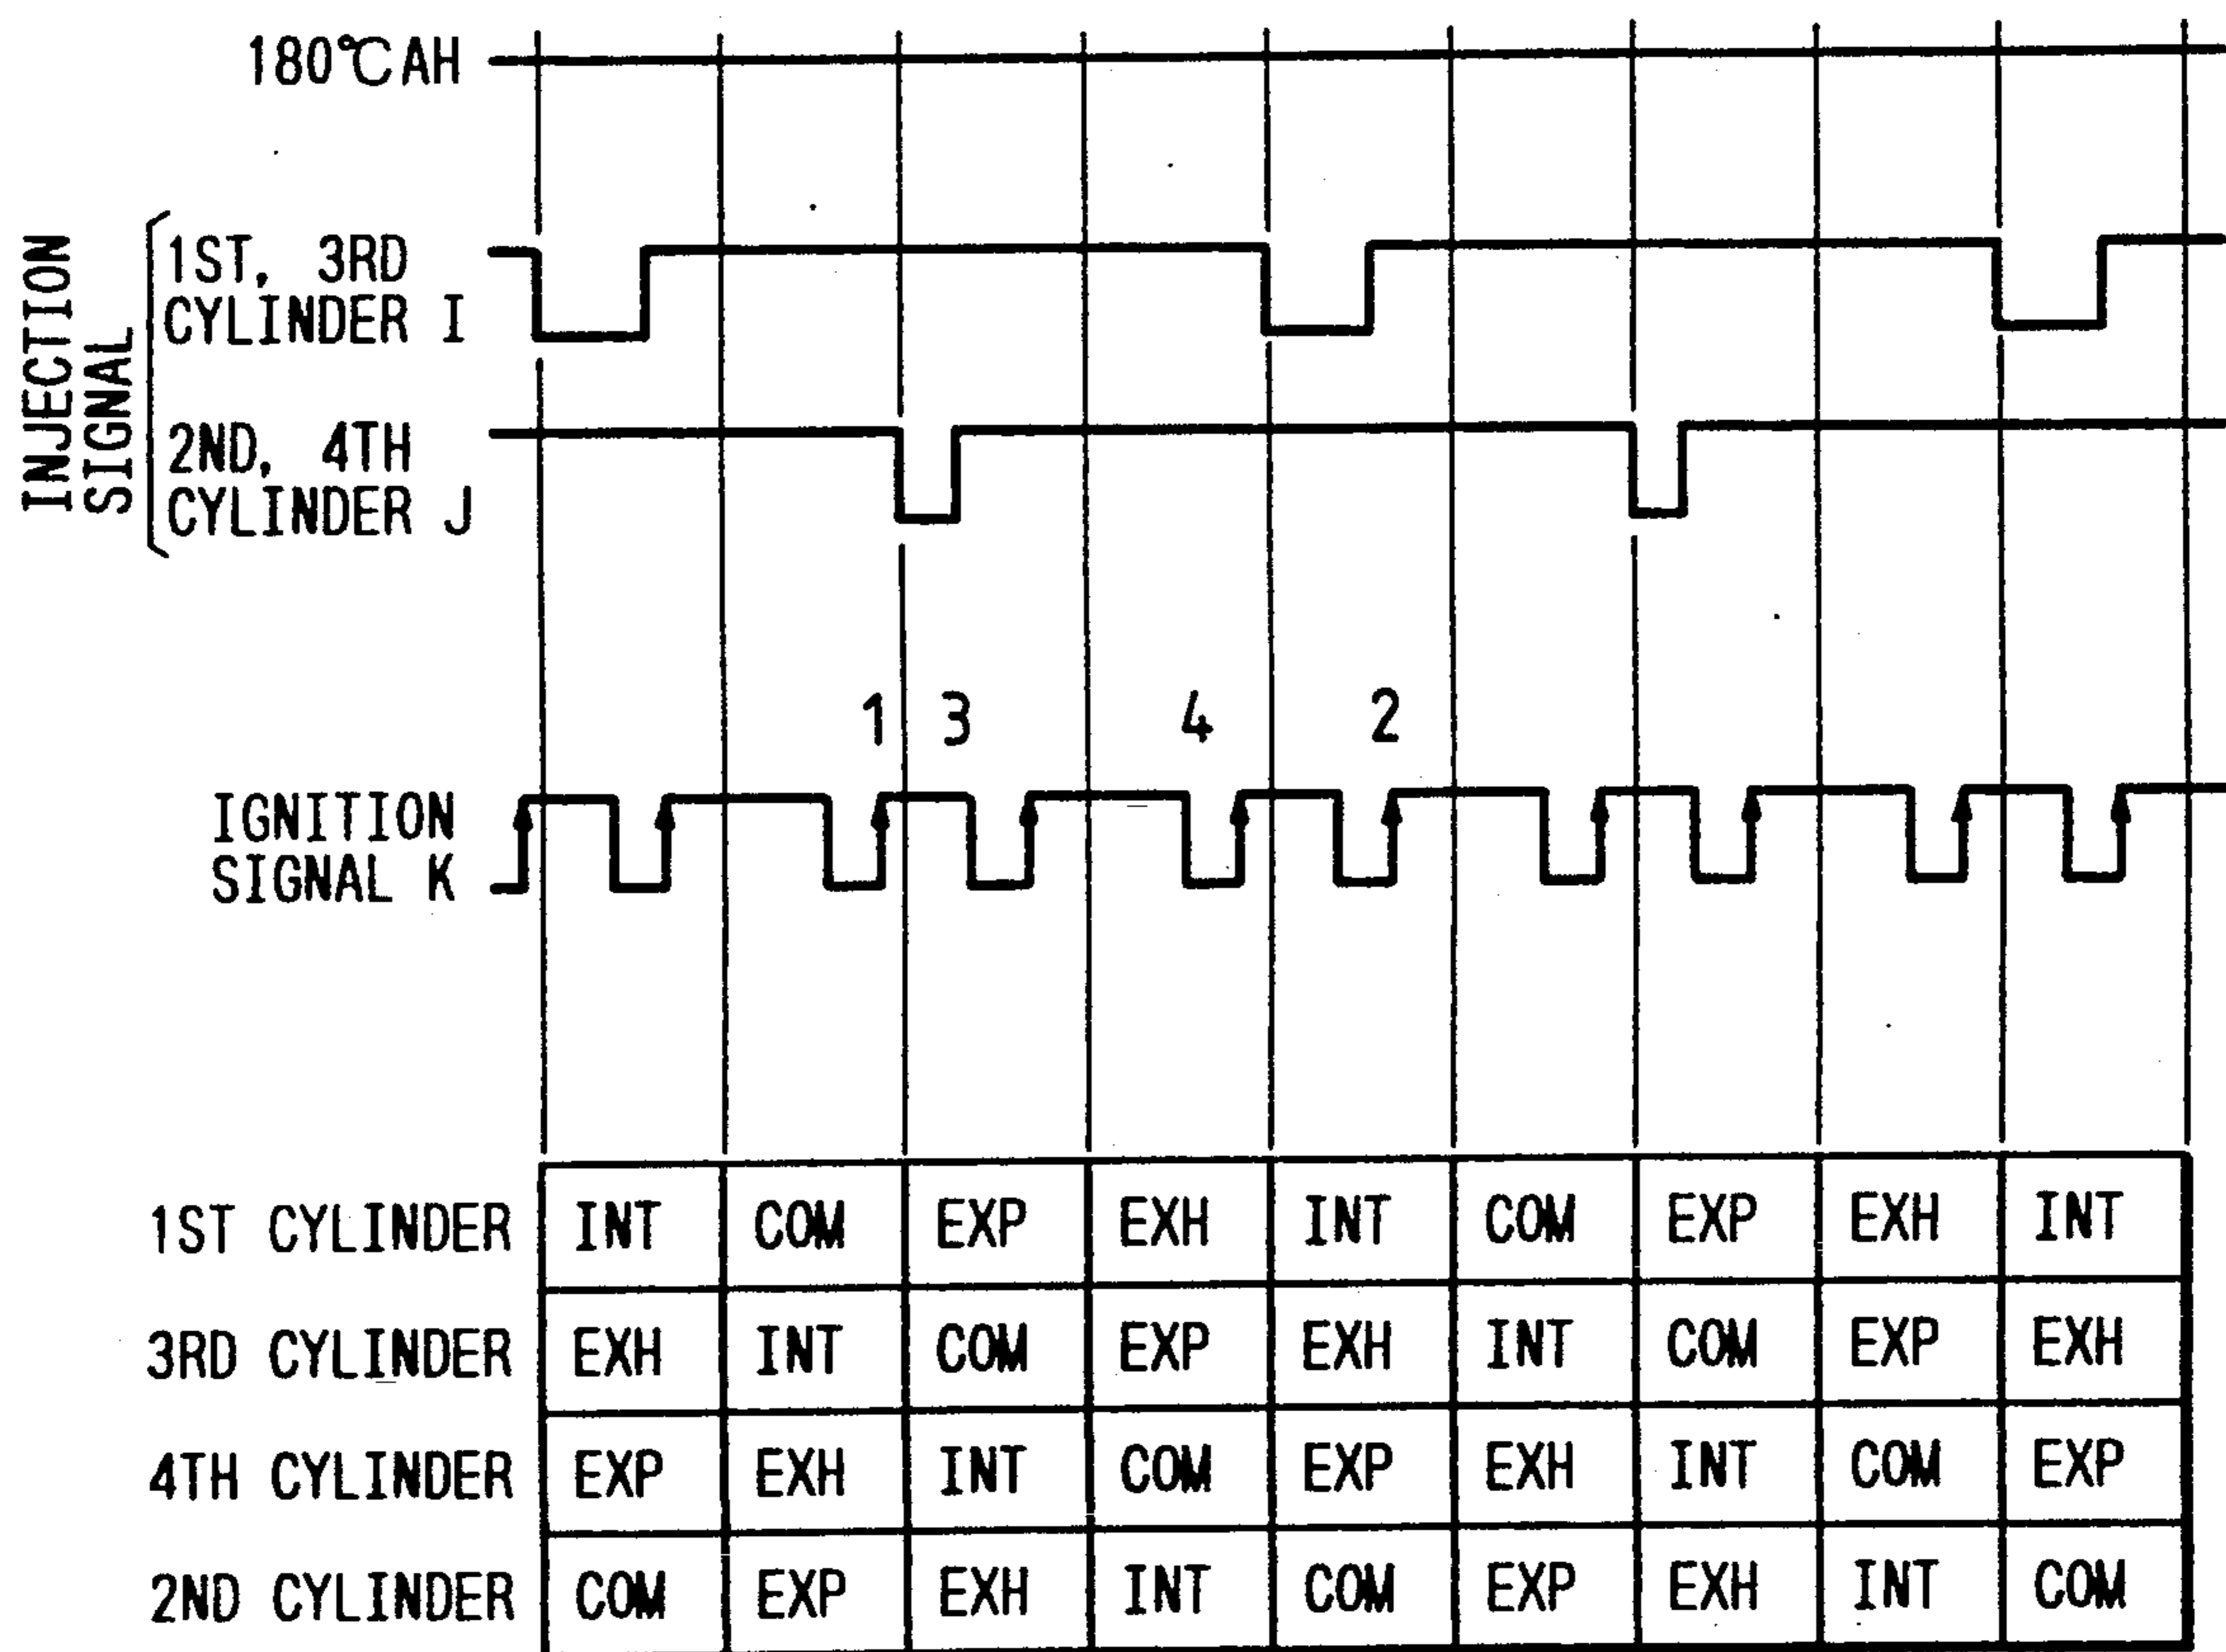 180℃AH
INJECTION
SIGNAL
1ST, 3RD
CYLINDER I
2ND, 4TH
CYLINDER J
1 3 4 2
IGNITION
SIGNAL K
1ST CYLINDER INT COM EXP EXH INT COM EXP EXH INT
3RD CYLINDER EXH INT COM EXP EXH INT COM EXP EXH
4TH CYLINDER EXP EXH INT COM EXP EXH INT COM EXP
2ND CYLINDER COM EXP EXH INT COM EXP EXH INT COM